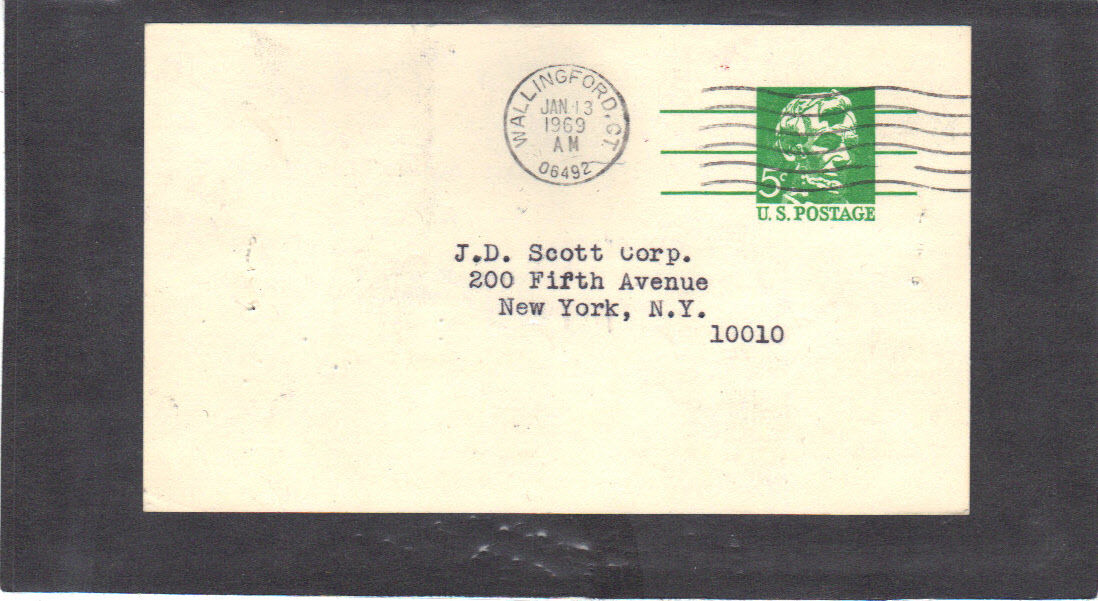 WALLINGFORD, CT.
JAN 13
1969
AM
06492
5¢
U.S. POSTAGE
J.D. Scott Corp.
200 Fifth Avenue
New York, N.Y.
10010